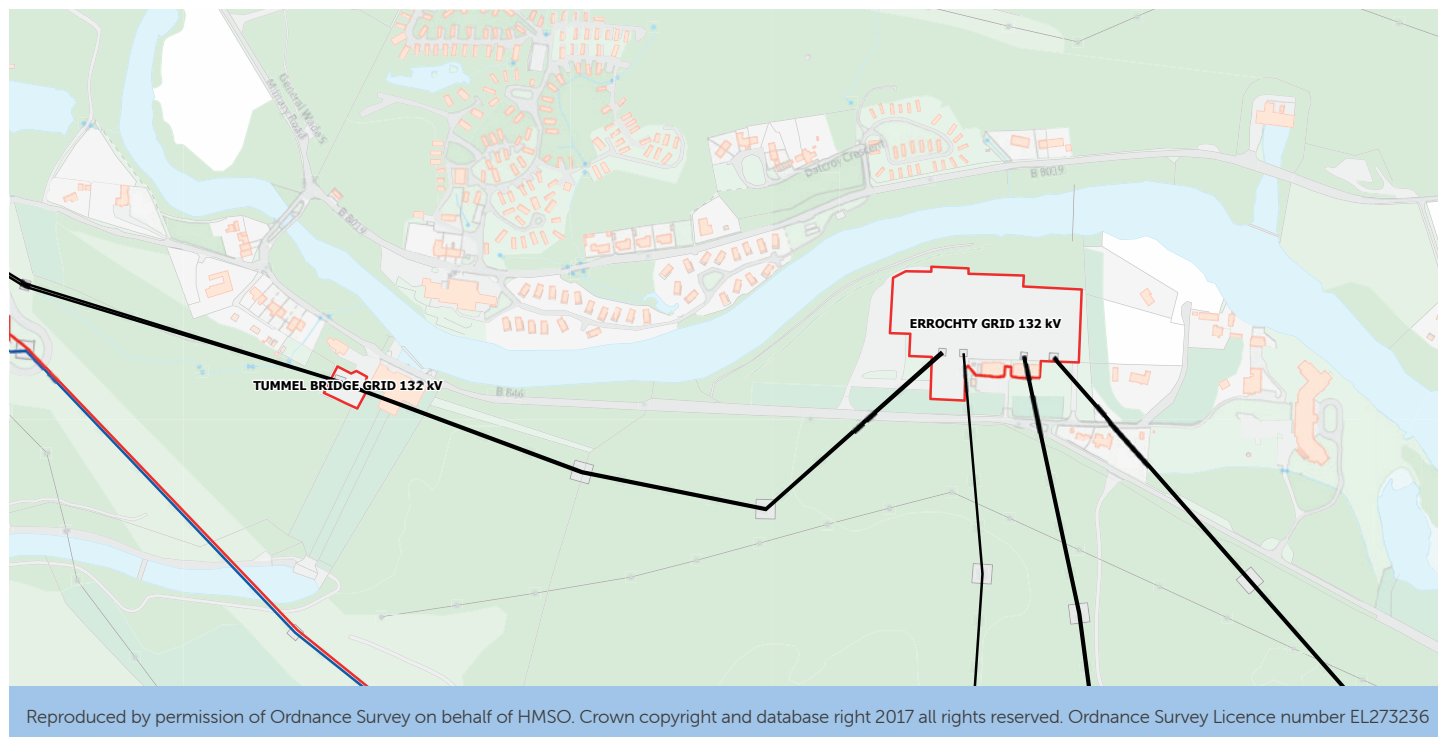 General Wade's
Military Road
Dalcroy Crescent
B 8019
B 8019
ERROCHTY GRID 132 kV
TUMMEL BRIDGE GRID 132 kV
B 846
Reproduced by permission of Ordnance Survey on behalf of HMSO. Crown copyright and database right 2017 all rights reserved. Ordnance Survey Licence number EL273236